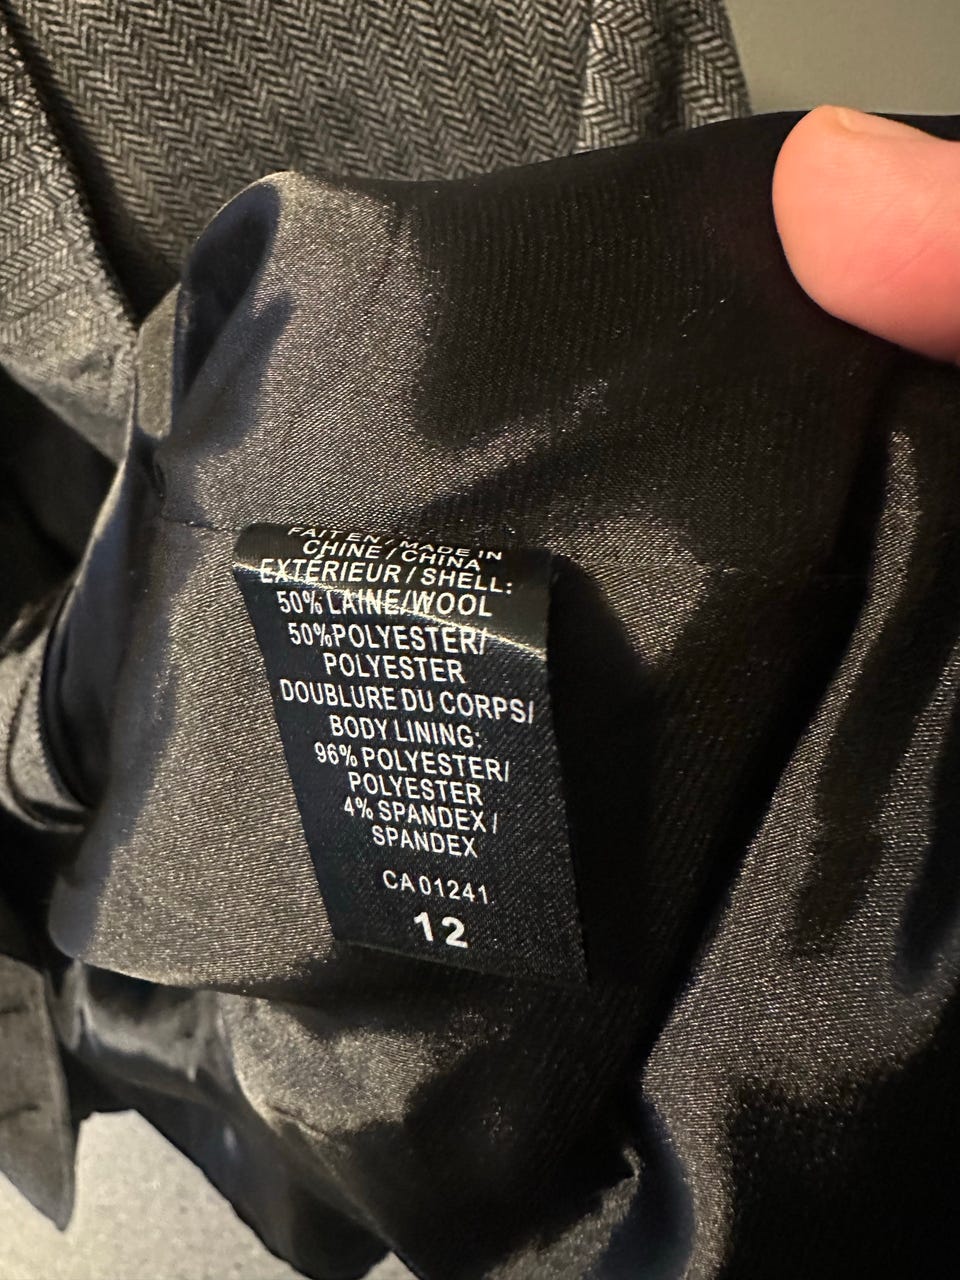 FAIT EN / MADE IN
CHINE / CHINA
EXTÉRIEUR / SHELL:
50% LAINE/WOOL
50%POLYESTER/
POLYESTER
DOUBLURE DU CORPS/
BODY LINING:
96% POLYESTER/
POLYESTER
4% SPANDEX /
SPANDEX
CA 01241
12